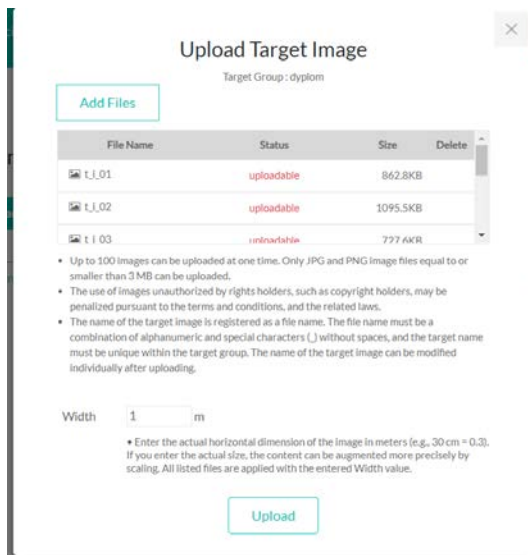 Upload Target Image
Target Group : dyplom
Add Files
File Name Status Size Delete
t_i_01 uploadable 862.8KB
t_i_02 uploadable 1095.5KB
t_i_03 uploadable 727.6KB
• Up to 100 images can be uploaded at one time. Only JPG and PNG image files equal to or
smaller than 3 MB can be uploaded.
• The use of images unauthorized by rights holders, such as copyright holders, may be
penalized pursuant to the terms and conditions, and the related laws.
• The name of the target image is registered as a file name. The file name must be a
combination of alphanumeric and special characters (_) without spaces, and the target name
must be unique within the target group. The name of the target image can be modified
individually after uploading.
Width 1 m
• Enter the actual horizontal dimension of the image in meters (e.g., 30 cm = 0.3).
If you enter the actual size, the content can be augmented more precisely by
scaling. All listed files are applied with the entered Width value.
Upload